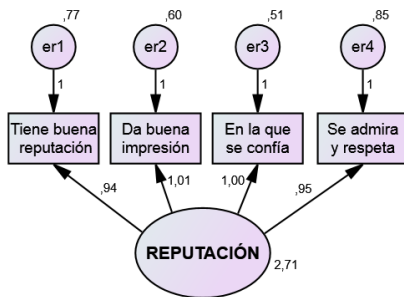 ,77 ,60 ,51 ,85
er1 er2 er3 er4
1 1 1 1
Tiene buena
reputación
Da buena
impresión
En la que
se confía
Se admira
y respeta
,94 1,01 1,00 ,95
REPUTACIÓN
2,71